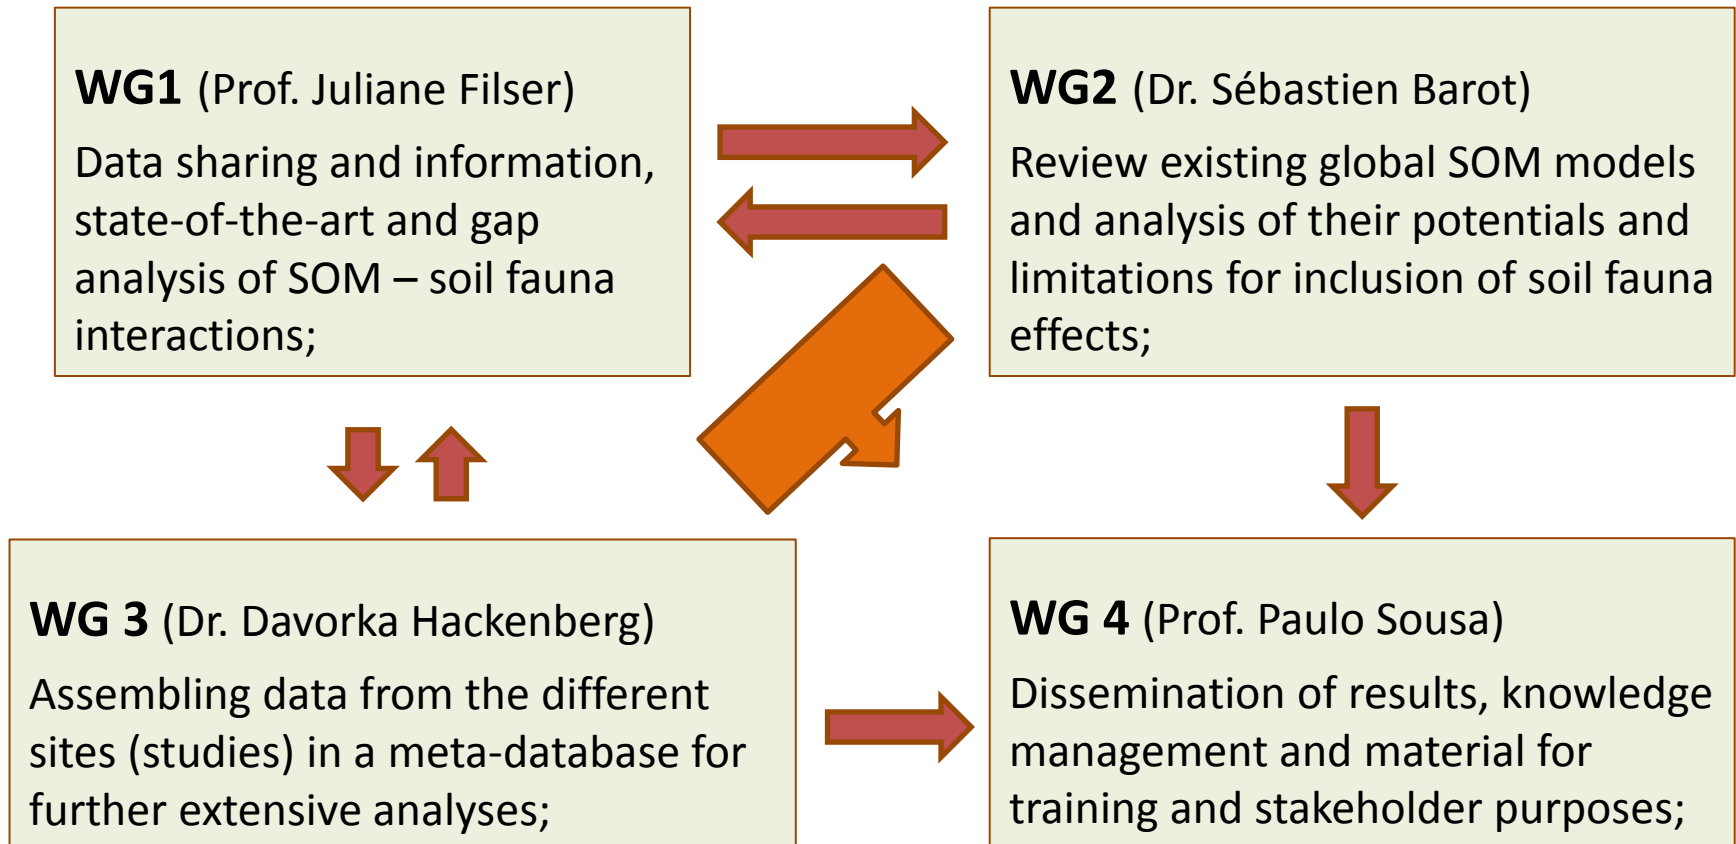 WG1 (Prof. Juliane Filser)
Data sharing and information,
state-of-the-art and gap
analysis of SOM – soil fauna
interactions;
WG2 (Dr. Sébastien Barot)
Review existing global SOM models
and analysis of their potentials and
limitations for inclusion of soil fauna
effects;
WG 3 (Dr. Davorka Hackenberg)
Assembling data from the different
sites (studies) in a meta-database for
further extensive analyses;
WG 4 (Prof. Paulo Sousa)
Dissemination of results, knowledge
management and material for
training and stakeholder purposes;